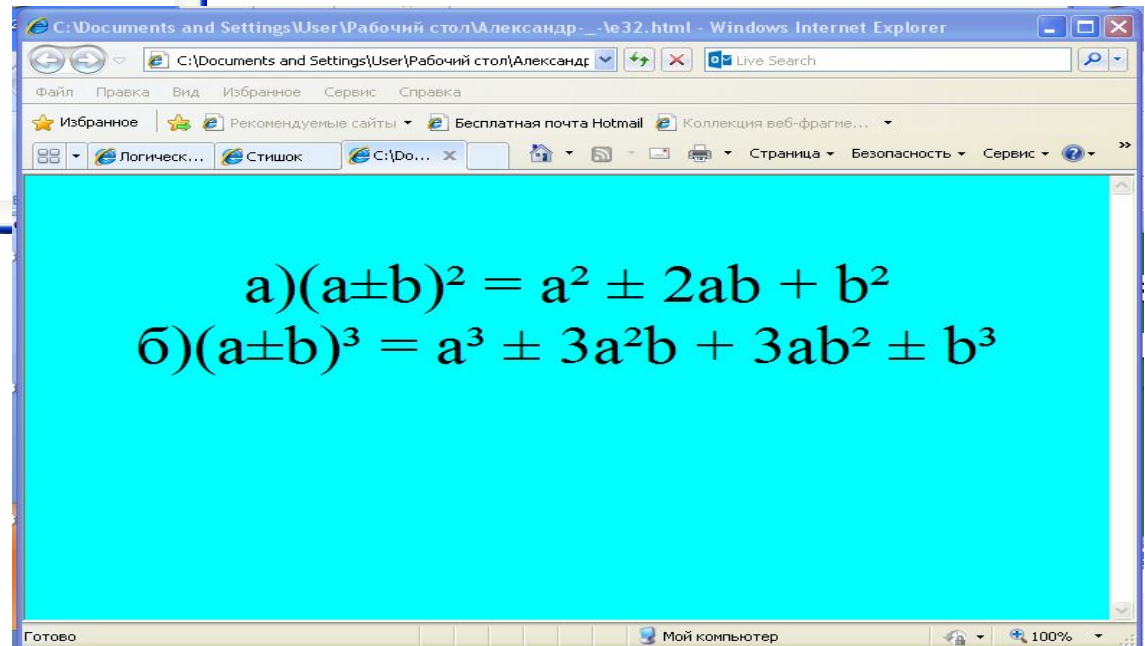 C:\Documents and Settings\User\Рабочий стол\Александр-_-\e32.html - Windows Internet Explorer
C:\Documents and Settings\User\Рабочий стол\Александр Live Search
Файл Правка Вид Избранное Сервис Справка
Избранное Рекомендуемые сайты Бесплатная почта Hotmail Коллекция веб-фрагме...
Логическ... Стишок C:\Do... Страница Безопасность Сервис »
а)(a±b)² = a² ± 2ab + b²
б)(a±b)³ = a³ ± 3a²b + 3ab² ± b³
Готово Мой компьютер 100%